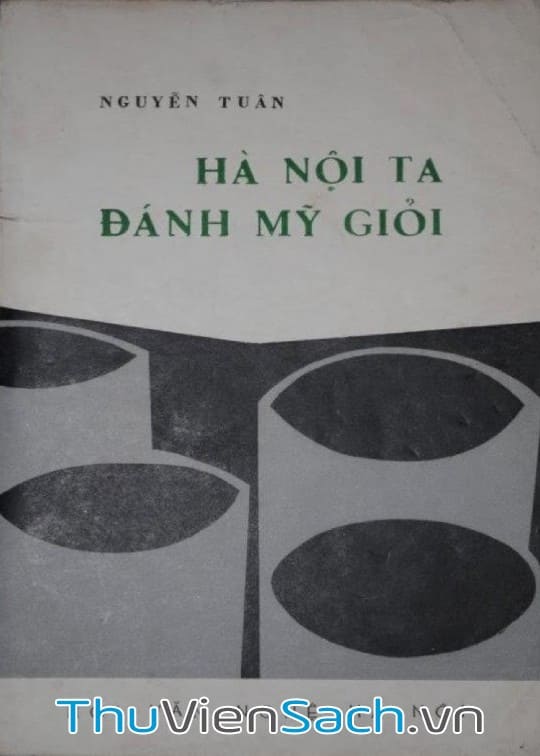 NGUYỄN TUÂN
HÀ NỘI TA
ĐÁNH MỸ GIỎI
ThuVienSach.vn